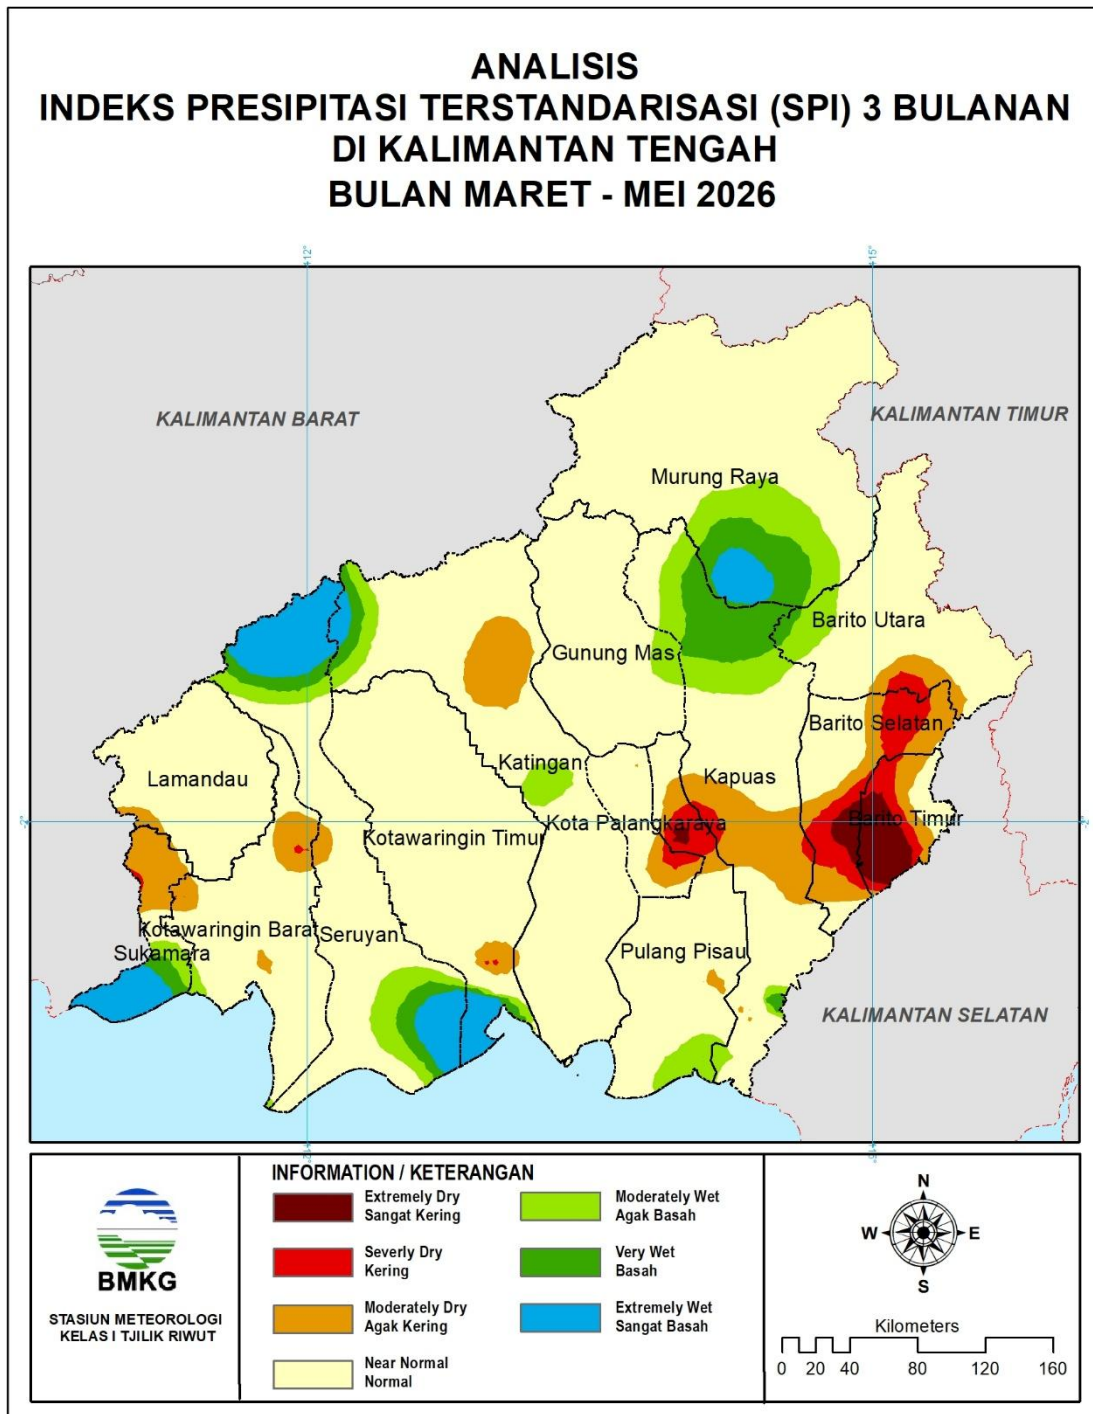 ANALISIS
INDEKS PRESIPITASI TERSTANDARISASI (SPI) 3 BULANAN
DI KALIMANTAN TENGAH
BULAN MARET - MEI 2026
KALIMANTAN BARAT
KALIMANTAN TIMUR
Murung Raya
Barito Utara
Gunung Mas
Barito Selatan
Katingan
Kapuas
Lamandau
Kota Palangkaraya
Barito Timur
Kotawaringin Timur
Kotawaringin Barat
Seruyan
Sukamara
Pulang Pisau
KALIMANTAN SELATAN
-2°
-2°
BMKG
STASIUN METEOROLOGI
KELAS I TJILIK RIWUT
INFORMATION / KETERANGAN
Extremely Dry
Sangat Kering
Severly Dry
Kering
Moderately Dry
Agak Kering
Near Normal
Normal
Moderately Wet
Agak Basah
Very Wet
Basah
Extremely Wet
Sangat Basah
N
W E
S
Kilometers
0 20 40 80 120 160